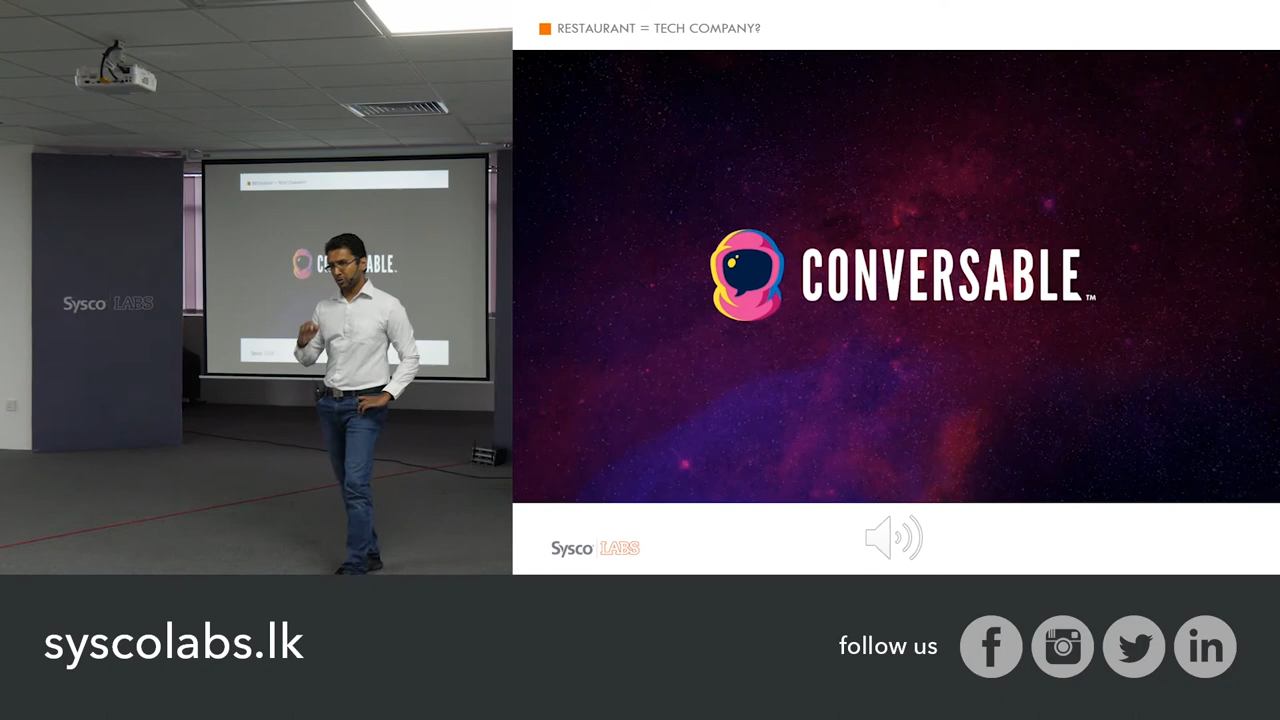 RESTAURANT = TECH COMPANY?
CONVERSABLE™
Sysco LABS
Sysco LABS
syscolabs.lk
follow us